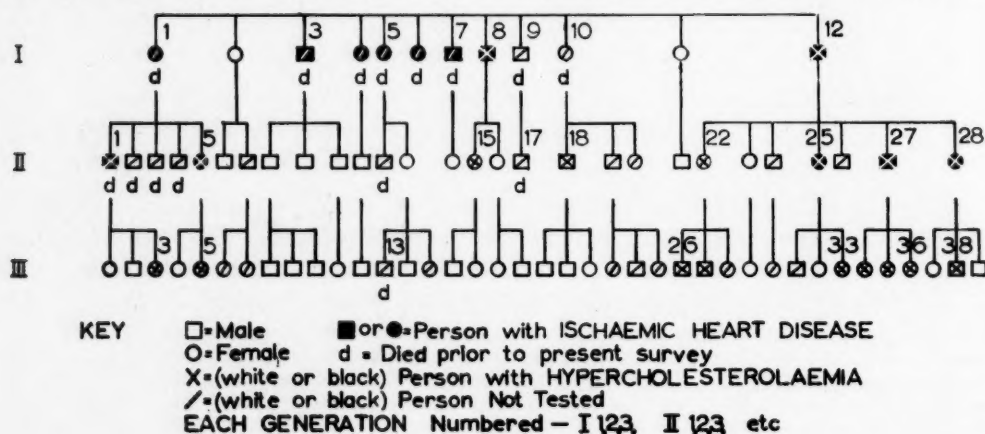 1 3 5 7 8 9 10 12
I
d d d d d d d
1 5 15 17 18 22 25 27 28
II
d d d d d d
3 5 13 26 33 36 38
III
d
KEY □=Male ■ or ●=Person with ISCHAEMIC HEART DISEASE
○=Female d = Died prior to present survey
X=(white or black) Person with HYPERCHOLESTEROLAEMIA
/=(white or black) Person Not Tested
EACH GENERATION Numbered – I 1,2,3, II 1,2,3 etc